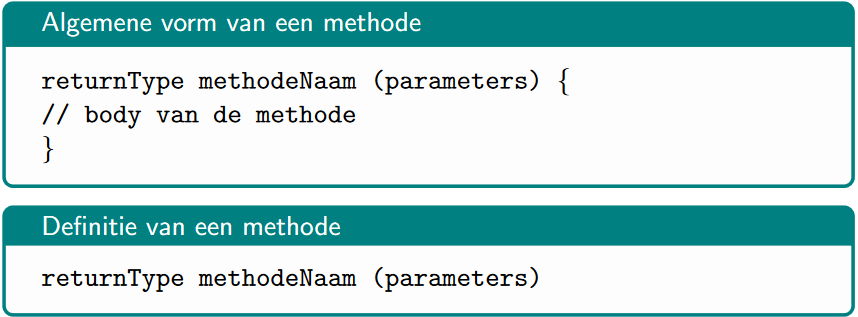 Algemene vorm van een methode
returnType methodeNaam (parameters) {
// body van de methode
}
Definitie van een methode
returnType methodeNaam (parameters)